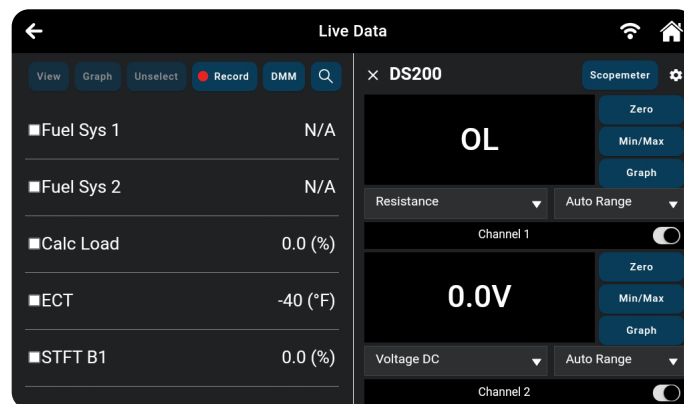 Live Data
View Graph Unselect Record DMM
Fuel Sys 1 N/A
Fuel Sys 2 N/A
Calc Load 0.0 (%)
ECT -40 (°F)
STFT B1 0.0 (%)
× DS200 Scopemeter
OL
Zero
Min/Max
Graph
Resistance Auto Range
Channel 1
0.0V
Zero
Min/Max
Graph
Voltage DC Auto Range
Channel 2